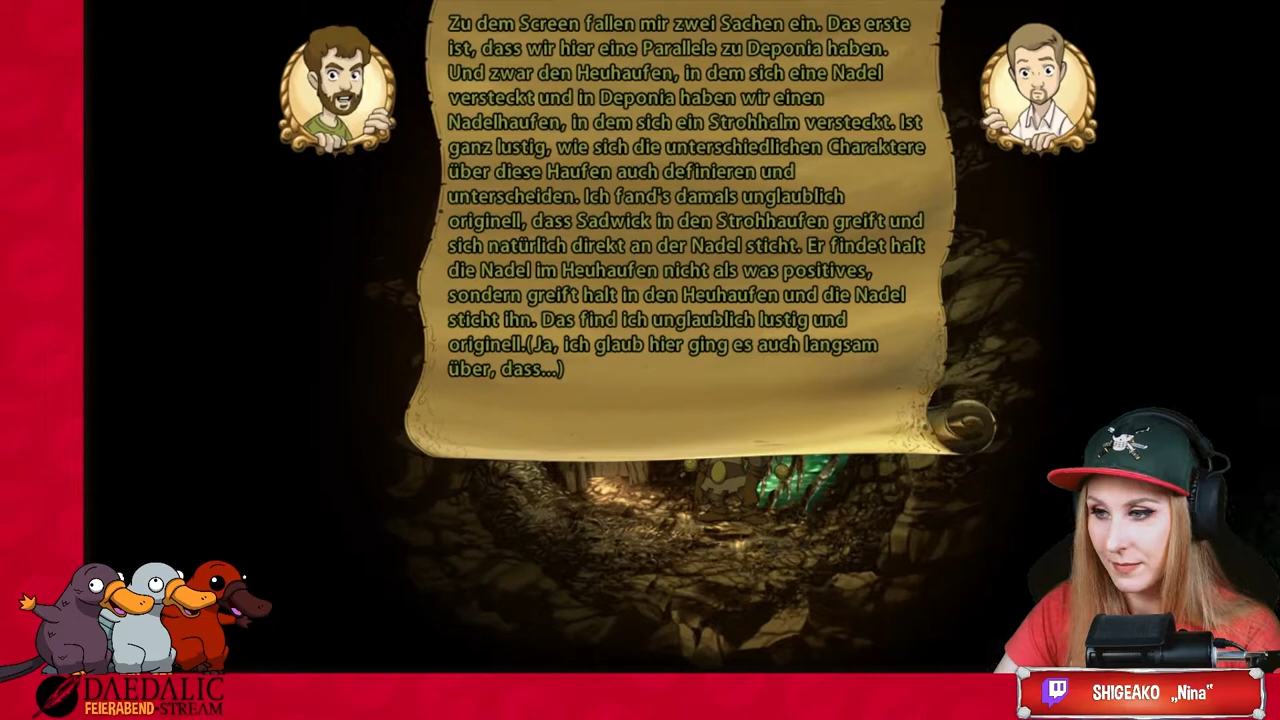 Zu dem Screen fallen mir zwei Sachen ein. Das erste
ist, dass wir hier eine Parallele zu Deponia haben.
Und zwar den Heuhaufen, in dem sich eine Nadel
versteckt und in Deponia haben wir einen
Nadelhaufen, in dem sich ein Strohhalm versteckt. Ist
ganz lustig, wie sich die unterschiedlichen Charaktere
über diese Haufen auch definieren und
unterscheiden. Ich fand's damals unglaublich
originell, dass Sadwick in den Strohhaufen greift und
sich natürlich direkt an der Nadel sticht. Er findet halt
die Nadel im Heuhaufen nicht als was positives,
sondern greift halt in den Heuhaufen und die Nadel
sticht ihn. Das find ich unglaublich lustig und
originell.(Ja, ich glaub hier ging es auch langsam
über, dass...)
DAEDALIC
FEIERABEND-STREAM
SHIGEAKO „Nina“